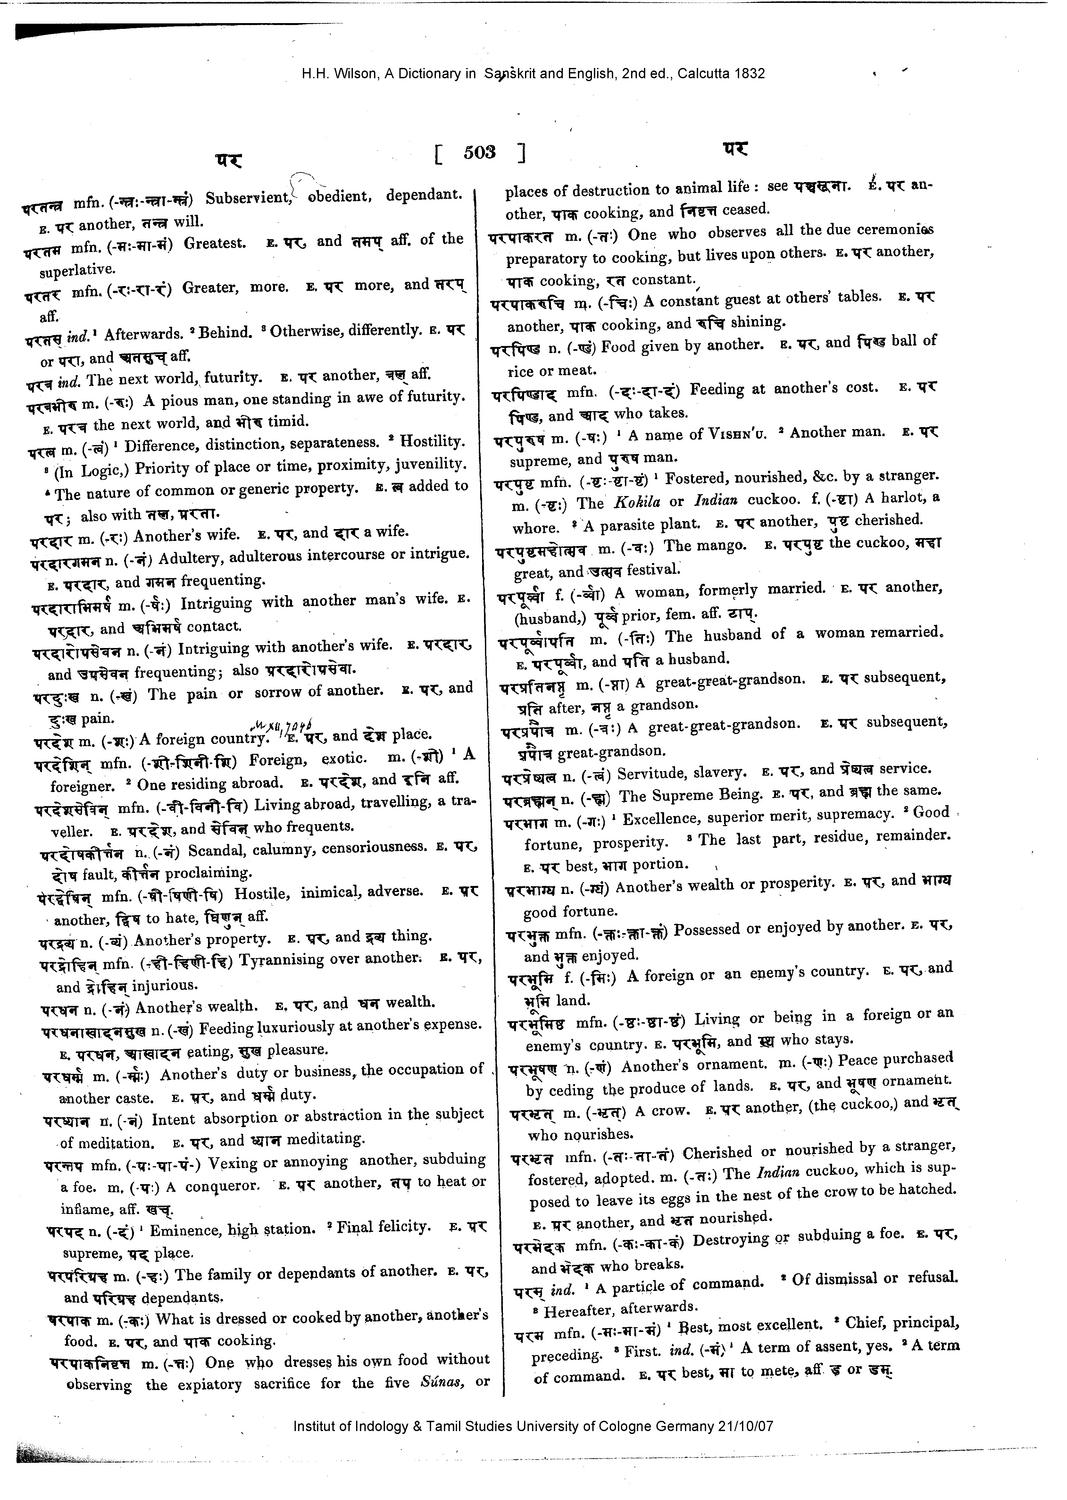 H.H. Wilson, A Dictionary in Sanskrit and English, 2nd ed., Calcutta 1832
पर [ 503 ] पर
परतन्त्र mfn. (-न्त्रः-न्त्रा-न्त्रं) Subservient, obedient, dependant.
E. पर another, तन्त्र will.
परतम mfn. (-मः-मा-मं) Greatest. E. पर, and तमप् aff. of the
superlative.
परतर mfn. (-रः-रा-रं) Greater, more. E. पर more, and तरप्
aff.
परतस् ind. ¹ Afterwards. ² Behind. ³ Otherwise, differently. E. पर
or परा, and अतसुच् aff.
परत्र ind. The next world, futurity. E. पर another, त्रल् aff.
परत्रभीरु m. (-रुः) A pious man, one standing in awe of futurity.
E. परत्र the next world, and भीरु timid.
परत्व n. (-त्वं) ¹ Difference, distinction, separateness. ² Hostility.
³ (In Logic,) Priority of place or time, proximity, juvenility.
⁴ The nature of common or generic property. E. त्व added to
पर; also with तल्, परता.
परदार m. (-रः) Another's wife. E. पर, and दार a wife.
परदारगमन n. (-नं) Adultery, adulterous intercourse or intrigue.
E. परदार, and गमन frequenting.
परदाराभिमर्ष m. (-र्षः) Intriguing with another man's wife. E.
परदार, and अभिमर्ष contact.
परदारोपसेवन n. (-नं) Intriguing with another's wife. E. परदार,
and उपसेवन frequenting; also परदारोपसेवा.
परदुःख n. (-खं) The pain or sorrow of another. E. पर, and
दुःख pain.
परदेश m. (-शः) A foreign country. E. पर, and देश place.
परदेशिन् mfn. (-शी-शिनी-शि) Foreign, exotic. m. (-शी) ¹ A
foreigner. ² One residing abroad. E. परदेश, and इनि aff.
परदेशसेविन् mfn. (-वी-विनी-वि) Living abroad, travelling, a tra-
veller. E. परदेश, and सेविन् who frequents.
परदोषकीर्त्तन n. (-नं) Scandal, calumny, censoriousness. E. पर,
दोष fault, कीर्त्तन proclaiming.
परद्वेषिन् mfn. (-षी-षिणी-षि) Hostile, inimical, adverse. E. पर
another, द्विष to hate, घिणुन् aff.
परद्रव्य n. (-व्यं) Another's property. E. पर, and द्रव्य thing.
परद्रोहिन् mfn. (-ही-हिणी-हि) Tyrannising over another. E. पर,
and द्रोहिन् injurious.
परधन n. (-नं) Another's wealth. E. पर, and धन wealth.
परधनास्वादनसुख n. (-खं) Feeding luxuriously at another's expense.
E. परधन, आस्वादन eating, सुख pleasure.
परधर्म्म m. (-र्म्मः) Another's duty or business, the occupation of
another caste. E. पर, and धर्म्म duty.
परध्यान n. (-नं) Intent absorption or abstraction in the subject
of meditation. E. पर, and ध्यान meditating.
परन्तप mfn. (-पः-पा-पं-) Vexing or annoying another, subduing
a foe. m. (-पः) A conqueror. E. पर another, तप to heat or
inflame, aff. खच्.
परपद n. (-दं) ¹ Eminence, high station. ² Final felicity. E. पर
supreme, पद place.
परपरिग्रह m. (-हः) The family or dependants of another. E. पर,
and परिग्रह dependants.
परपाक m. (-कः) What is dressed or cooked by another, another's
food. E. पर, and पाक cooking.
परपाकनिवृत्त m. (-त्तः) One who dresses his own food without
observing the expiatory sacrifice for the five Súnas, or
places of destruction to animal life : see पञ्चसूना. E. पर an-
other, पाक cooking, and निवृत्त ceased.
परपाकरत m. (-तः) One who observes all the due ceremonies
preparatory to cooking, but lives upon others. E. पर another,
पाक cooking, रत constant.
परपाकरुचि m. (-चिः) A constant guest at others' tables. E. पर
another, पाक cooking, and रुचि shining.
परपिण्ड n. (-ण्डं) Food given by another. E. पर, and पिण्ड ball of
rice or meat.
परपिण्डाद् mfn. (-दः-दा-दं) Feeding at another's cost. E. पर
पिण्ड, and आद् who takes.
परपुरुष m. (-षः) ¹ A name of VISHN'U. ² Another man. E. पर
supreme, and पुरुष man.
परपुष्ट mfn. (-ष्टः-ष्टा-ष्टं) ¹ Fostered, nourished, &c. by a stranger.
m. (-ष्टः) The Kokila or Indian cuckoo. f. (-ष्टा) A harlot, a
whore. ² A parasite plant. E. पर another, पुष्ट cherished.
परपुष्टमहोत्सव m. (-वः) The mango. E. परपुष्ट the cuckoo, महा
great, and उत्सव festival.
परपूर्व्वा f. (-र्व्वा) A woman, formerly married. E. पर another,
(husband,) पूर्व्व prior, fem. aff. टाप्.
परपूर्व्वापति m. (-तिः) The husband of a woman remarried.
E. परपूर्व्वा, and पति a husband.
परप्रतिनप्तृ m. (-प्ता) A great-great-grandson. E. पर subsequent,
प्रति after, नप्तृ a grandson.
परप्रपौत्र m. (-त्रः) A great-great-grandson. E. पर subsequent,
प्रपौत्र great-grandson.
परप्रेष्यत्व n. (-त्वं) Servitude, slavery. E. पर, and प्रेष्यत्व service.
परब्रह्मन् n. (-ह्म) The Supreme Being. E. पर, and ब्रह्म the same.
परभाग m. (-गः) ¹ Excellence, superior merit, supremacy. ² Good
fortune, prosperity. ³ The last part, residue, remainder.
E. पर best, भाग portion.
परभाग्य n. (-ग्यं) Another's wealth or prosperity. E. पर, and भाग्य
good fortune.
परभुक्त mfn. (-क्तः-क्ता-क्तं) Possessed or enjoyed by another. E. पर,
and भुक्त enjoyed.
परभूमि f. (-मिः) A foreign or an enemy's country. E. पर, and
भूमि land.
परभूमिष्ठ mfn. (-ष्ठः-ष्ठा-ष्ठं) Living or being in a foreign or an
enemy's country. E. परभूमि, and स्थ who stays.
परभूषण n. (-णं) Another's ornament. m. (-णः) Peace purchased
by ceding the produce of lands. E. पर, and भूषण ornament.
परभृत् m. (-भृत्) A crow. E. पर another, (the cuckoo,) and भृत्
who nourishes.
परभृत mfn. (-तः-ता-तं) Cherished or nourished by a stranger,
fostered, adopted. m. (-तः) The Indian cuckoo, which is sup-
posed to leave its eggs in the nest of the crow to be hatched.
E. पर another, and भृत nourished.
परभेदक mfn. (-कः-का-कं) Destroying or subduing a foe. E. पर,
and भेदक who breaks.
परम् ind. ¹ A particle of command. ² Of dismissal or refusal.
³ Hereafter, afterwards.
परम mfn. (-मः-मा-मं) ¹ Best, most excellent. ² Chief, principal,
preceding. ³ First. ind. (-मं) ¹ A term of assent, yes. ² A term
of command. E. पर best, मा to mete, aff. ड or डम्.
Institut of Indology & Tamil Studies University of Cologne Germany 21/10/07